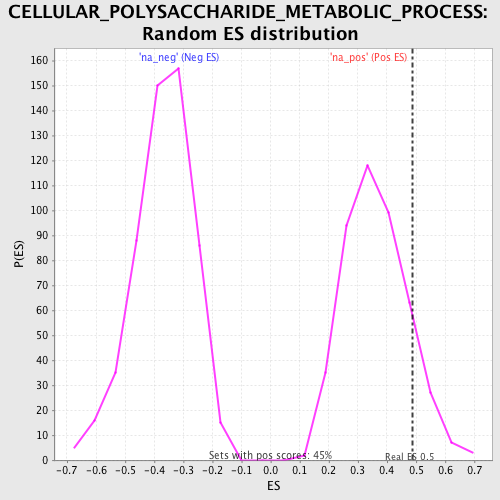 CELLULAR_POLYSACCHARIDE_METABOLIC_PROCESS:
Random ES distribution
'na_neg' (Neg ES)
'na_pos' (Pos ES)
160
150
140
130
120
110
100
90
80
70
60
50
40
30
20
10
0
P(ES)
Sets with pos scores: 45%
Real ES 0.5
-0.7 -0.6 -0.5 -0.4 -0.3 -0.2 -0.1 0.0 0.1 0.2 0.3 0.4 0.5 0.6 0.7
ES